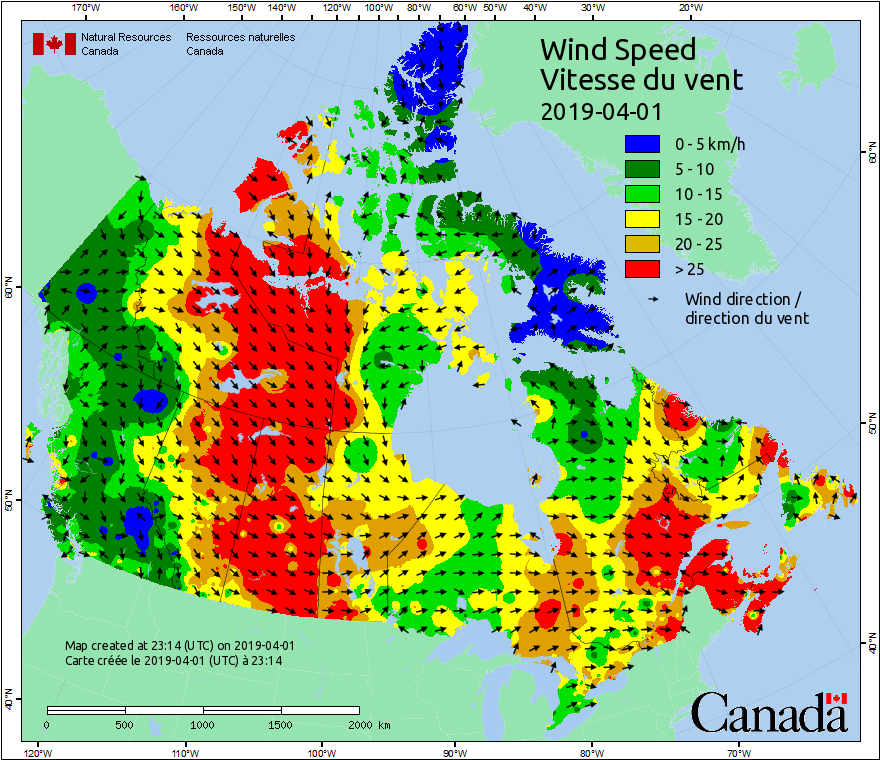 170°W 160°W 150°W 140°W 130°W 120°W 110°W 100°W 90°W 80°W 70°W 60°W 50°W 40°W 30°W 20°W
Natural Resources Ressources naturelles
Canada Canada
Wind Speed
Vitesse du vent
2019-04-01
0 - 5 km/h
5 - 10
10 - 15
15 - 20
20 - 25
> 25
Wind direction /
direction du vent
60°N
50°N
40°N
60°N
50°N
40°N
Map created at 23:14 (UTC) on 2019-04-01
Carte créée le 2019-04-01 (UTC) à 23:14
0 500 1000 1500 2000 km
Canada
120°W 110°W 100°W 90°W 80°W 70°W